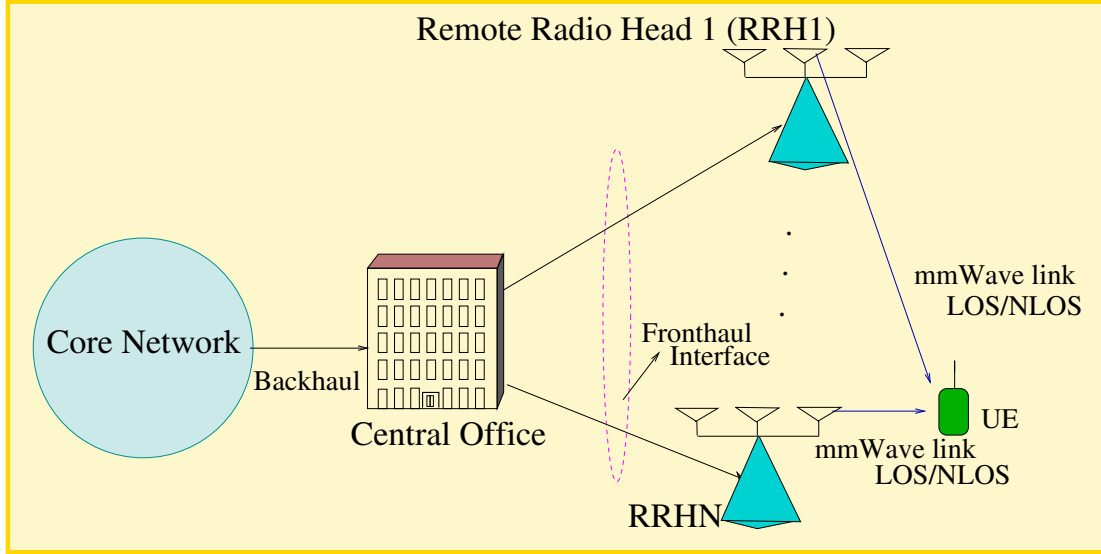 Remote Radio Head 1 (RRH1)
mmWave link
LOS/NLOS
Core Network
Backhaul
Fronthaul
Interface
Central Office
UE
mmWave link
LOS/NLOS
RRHN